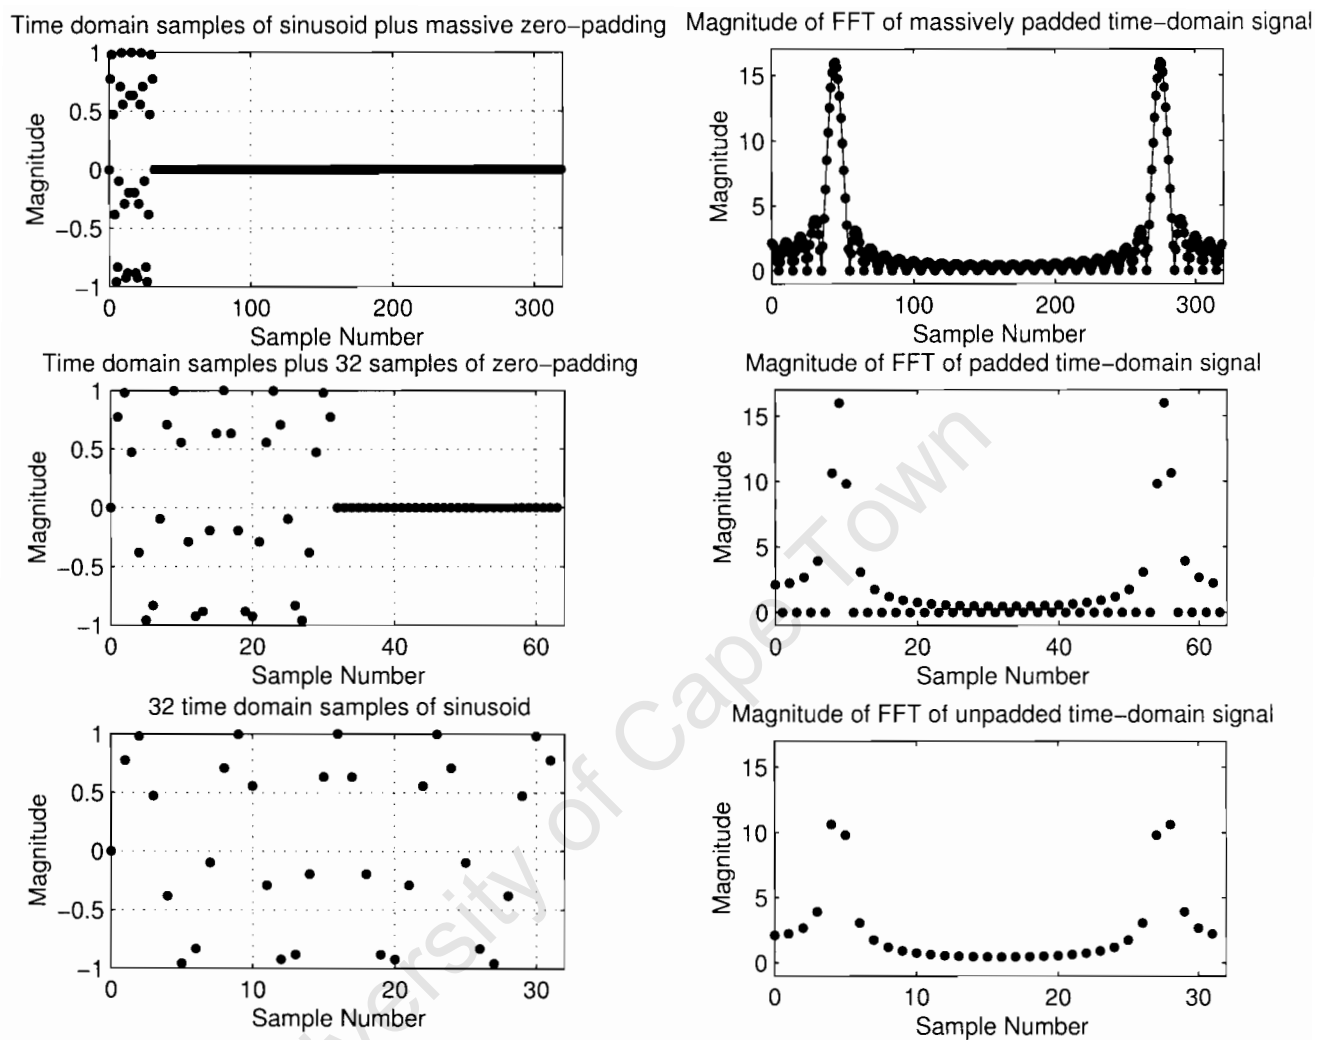 Time domain samples of sinusoid plus massive zero−padding
1
0.5
0
−0.5
−1
Magnitude
0 100 200 300
Sample Number
Magnitude of FFT of massively padded time−domain signal
15
10
5
0
Magnitude
0 100 200 300
Sample Number
Time domain samples plus 32 samples of zero−padding
1
0.5
0
−0.5
−1
Magnitude
0 20 40 60
Sample Number
Magnitude of FFT of padded time−domain signal
15
10
5
0
Magnitude
0 20 40 60
Sample Number
32 time domain samples of sinusoid
1
0.5
0
−0.5
−1
Magnitude
0 10 20 30
Sample Number
Magnitude of FFT of unpadded time−domain signal
15
10
5
0
Magnitude
0 10 20 30
Sample Number
versity of Cape Town